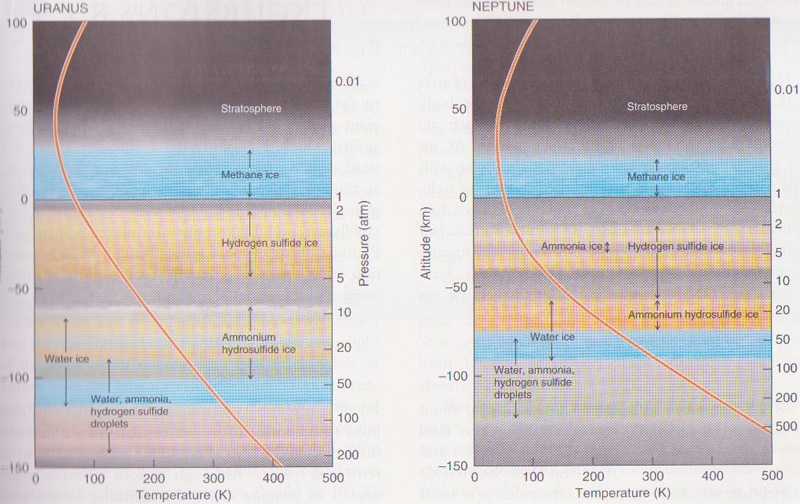 URANUS
100
50
0
−50
−100
−150
0.01
1
2
5
10
20
50
100
200
Pressure (atm)
Stratosphere
Methane ice
Hydrogen sulfide ice
Ammonium
hydrosulfide ice
Water ice
Water, ammonia,
hydrogen sulfide
droplets
0 100 200 300 400 500
Temperature (K)
NEPTUNE
Altitude (km)
100
50
0
−50
−100
−150
0.01
1
2
5
10
20
50
100
200
500
Stratosphere
Methane ice
Ammonia ice
Hydrogen sulfide ice
Ammonium hydrosulfide ice
Water ice
Water, ammonia,
hydrogen sulfide
droplets
0 100 200 300 400 500
Temperature (K)